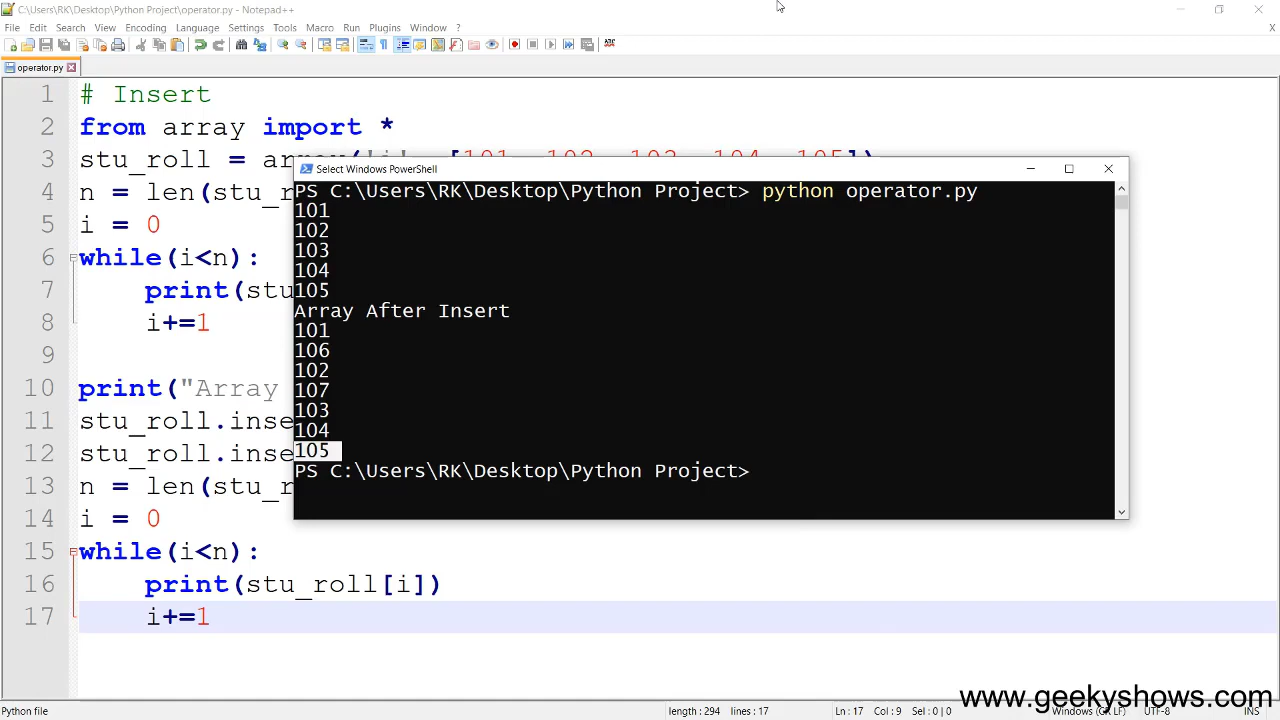 C:\Users\RK\Desktop\Python Project\operator.py - Notepad++
File Edit Search View Encoding Language Settings Tools Macro Run Plugins Window ?
operator.py
1 # Insert
2 from array import *
3 stu_roll = array('i', [101, 102, 103, 104, 105])
4 n = len(stu_r
5 i = 0
6 while(i<n):
7 print(stu
8 i+=1
9
10 print("Array
11 stu_roll.inse
12 stu_roll.inse
13 n = len(stu_r
14 i = 0
15 while(i<n):
16 print(stu_roll[i])
17 i+=1
Select Windows PowerShell
PS C:\Users\RK\Desktop\Python Project> python operator.py
101
102
103
104
105
Array After Insert
101
106
102
107
103
104
105
PS C:\Users\RK\Desktop\Python Project>
www.geekyshows.com
Python file length : 294 lines : 17 Ln : 17 Col : 9 Sel : 0 | 0 Windows (CR LF) UTF-8 INS